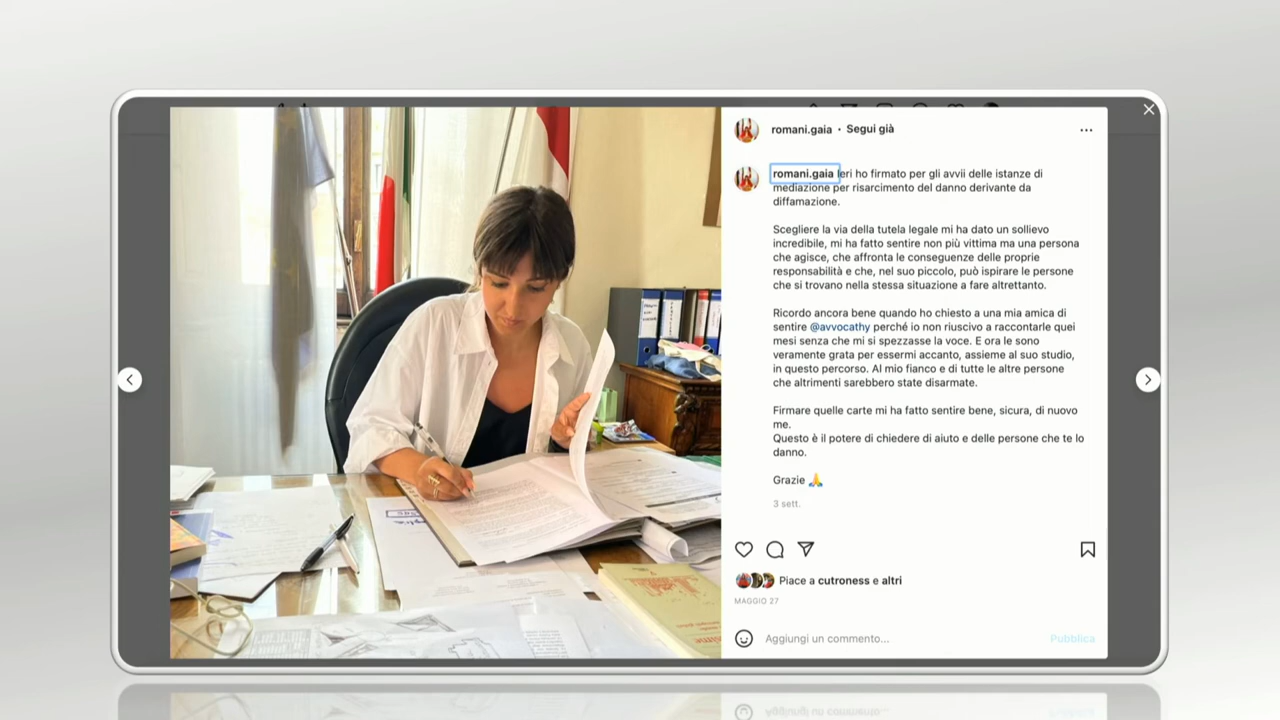 romani.gaia • Segui già
romani.gaia Ieri ho firmato per gli avvii delle istanze di
mediazione per risarcimento del danno derivante da
diffamazione.
Scegliere la via della tutela legale mi ha dato un sollievo
incredibile, mi ha fatto sentire non più vittima ma una persona
che agisce, che affronta le conseguenze delle proprie
responsabilità e che, nel suo piccolo, può ispirare le persone
che si trovano nella stessa situazione a fare altrettanto.
Ricordo ancora bene quando ho chiesto a una mia amica di
sentire @avvocathy perché io non riuscivo a raccontarle quei
mesi senza che mi si spezzasse la voce. E ora le sono
veramente grata per essermi accanto, assieme al suo studio,
in questo percorso. Al mio fianco e di tutte le altre persone
che altrimenti sarebbero state disarmate.
Firmare quelle carte mi ha fatto sentire bene, sicura, di nuovo
me.
Questo è il potere di chiedere di aiuto e delle persone che te lo
danno.
Grazie 🙏
3 sett.
Piace a cutroness e altri
MAGGIO 27
Aggiungi un commento...
Pubblica